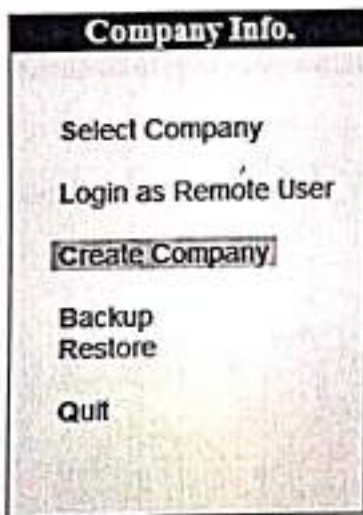 Company Info.
Select Company
Login as Remote User
Create Company
Backup
Restore
Quit